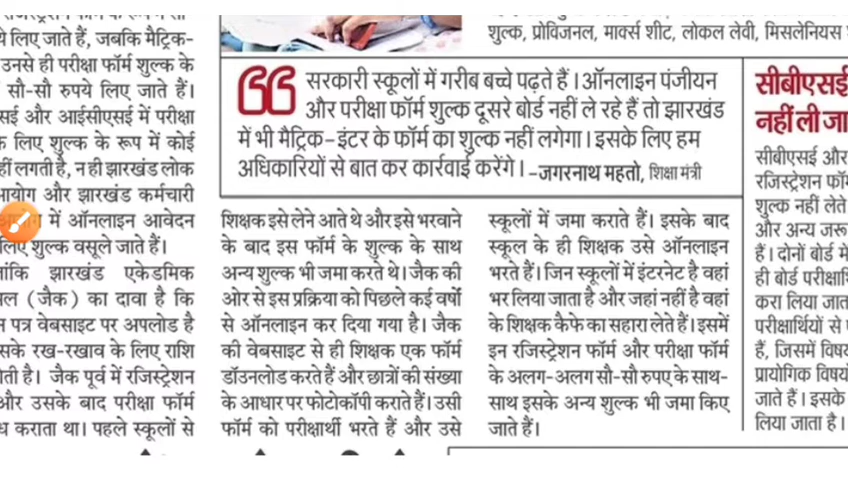 ये लिए जाते हैं, जबकि मैट्रिक-
उनसे ही परीक्षा फॉर्म शुल्क के
सौ-सौ रुपये लिए जाते हैं।
सई और आईसीएसई में परीक्षा
लिए शुल्क के रूप में कोई
लगती है, न ही झारखंड लोक
आयोग और झारखंड कर्मचारी
में ऑनलाइन आवेदन
लिए शुल्क वसूले जाते हैं।
झारखंड एकेडमिक
(जैक) का दावा है कि
पत्र वेबसाइट पर अपलोड है
सके रख-रखाव के लिए राशि
है। जैक पूर्व में रजिस्ट्रेशन
और उसके बाद परीक्षा फॉर्म
कराता था। पहले स्कूलों से
शुल्क, प्रोविजनल, मार्क्स शीट, लोकल लेवी, मिसलेनियस
सरकारी स्कूलों में गरीब बच्चे पढ़ते हैं। ऑनलाइन पंजीयन
और परीक्षा फॉर्म शुल्क दूसरे बोर्ड नहीं ले रहे हैं तो झारखंड
में भी मैट्रिक-इंटर के फॉर्म का शुल्क नहीं लगेगा। इसके लिए हम
अधिकारियों से बात कर कार्रवाई करेंगे। -जगरनाथ महतो, शिक्षा मंत्री
शिक्षक इसे लेने आते थे और इसे भरवाने
के बाद इस फॉर्म के शुल्क के साथ
अन्य शुल्क भी जमा करते थे। जैक की
ओर से इस प्रक्रिया को पिछले कई वर्षों
से ऑनलाइन कर दिया गया है। जैक
की वेबसाइट से ही शिक्षक एक फॉर्म
डॉउनलोड करते हैं और छात्रों की संख्या
के आधार पर फोटोकॉपी कराते हैं। उसी
फॉर्म को परीक्षार्थी भरते हैं और उसे
स्कूलों में जमा कराते हैं। इसके बाद
स्कूल के ही शिक्षक उसे ऑनलाइन
भरते हैं। जिन स्कूलों में इंटरनेट है वहां
भर लिया जाता है और जहां नहीं है वहां
के शिक्षक कैफे का सहारा लेते हैं। इसमें
इन रजिस्ट्रेशन फॉर्म और परीक्षा फॉर्म
के अलग-अलग सौ-सौ रुपए के साथ-
साथ इसके अन्य शुल्क भी जमा किए
जाते हैं।
सीबीएसई
नहीं ली जा
सीबीएसई और
रजिस्ट्रेशन फॉ
शुल्क नहीं लेते
और अन्य जरू
हैं। दोनों बोर्ड में
ही बोर्ड परीक्षार्थि
करा लिया जात
परीक्षार्थियों से
हैं, जिसमें विषय
प्रायोगिक विषयों
जाते हैं। इसके
लिया जाता है।